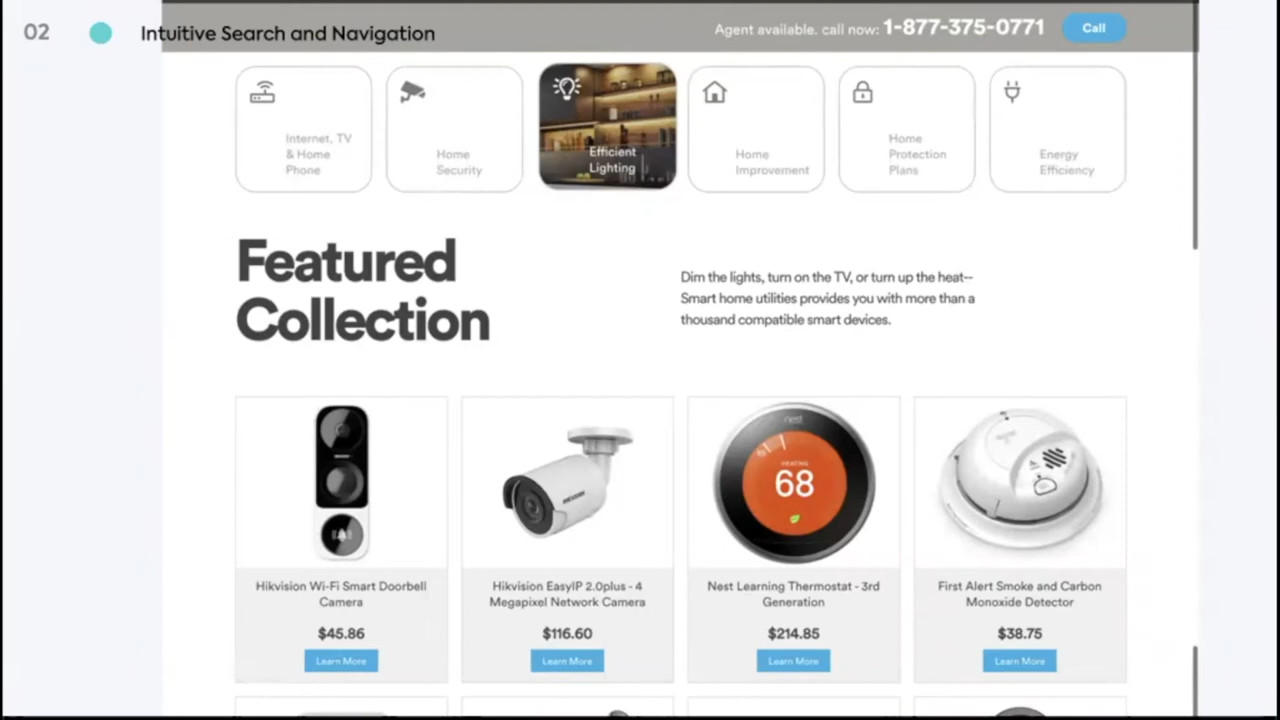 02
Intuitive Search and Navigation
Agent available. call now: 1-877-375-0771
Call
Internet, TV
& Home
Phone
Home
Security
Efficient
Lighting
Home
Improvement
Home
Protection
Plans
Energy
Efficiency
Featured
Collection
Dim the lights, turn on the TV, or turn up the heat--
Smart home utilities provides you with more than a
thousand compatible smart devices.
HIKVISION
nest
HEATING
68
Hikvision Wi-Fi Smart Doorbell
Camera
$45.86
Learn More
Hikvision EasyIP 2.0plus - 4
Megapixel Network Camera
$116.60
Learn More
Nest Learning Thermostat - 3rd
Generation
$214.85
Learn More
First Alert Smoke and Carbon
Monoxide Detector
$38.75
Learn More